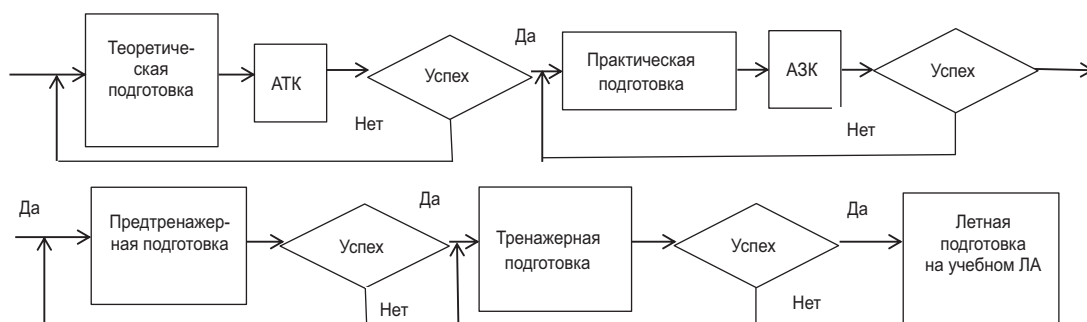 Теоретиче-
ская
подготовка
АТК
Успех
Нет
Да
Практическая
подготовка
АЗК
Успех
Нет
Да
Предтренажер-
ная подготовка
Успех
Нет
Да
Тренажерная
подготовка
Успех
Нет
Да
Летная
подготовка
на учебном ЛА